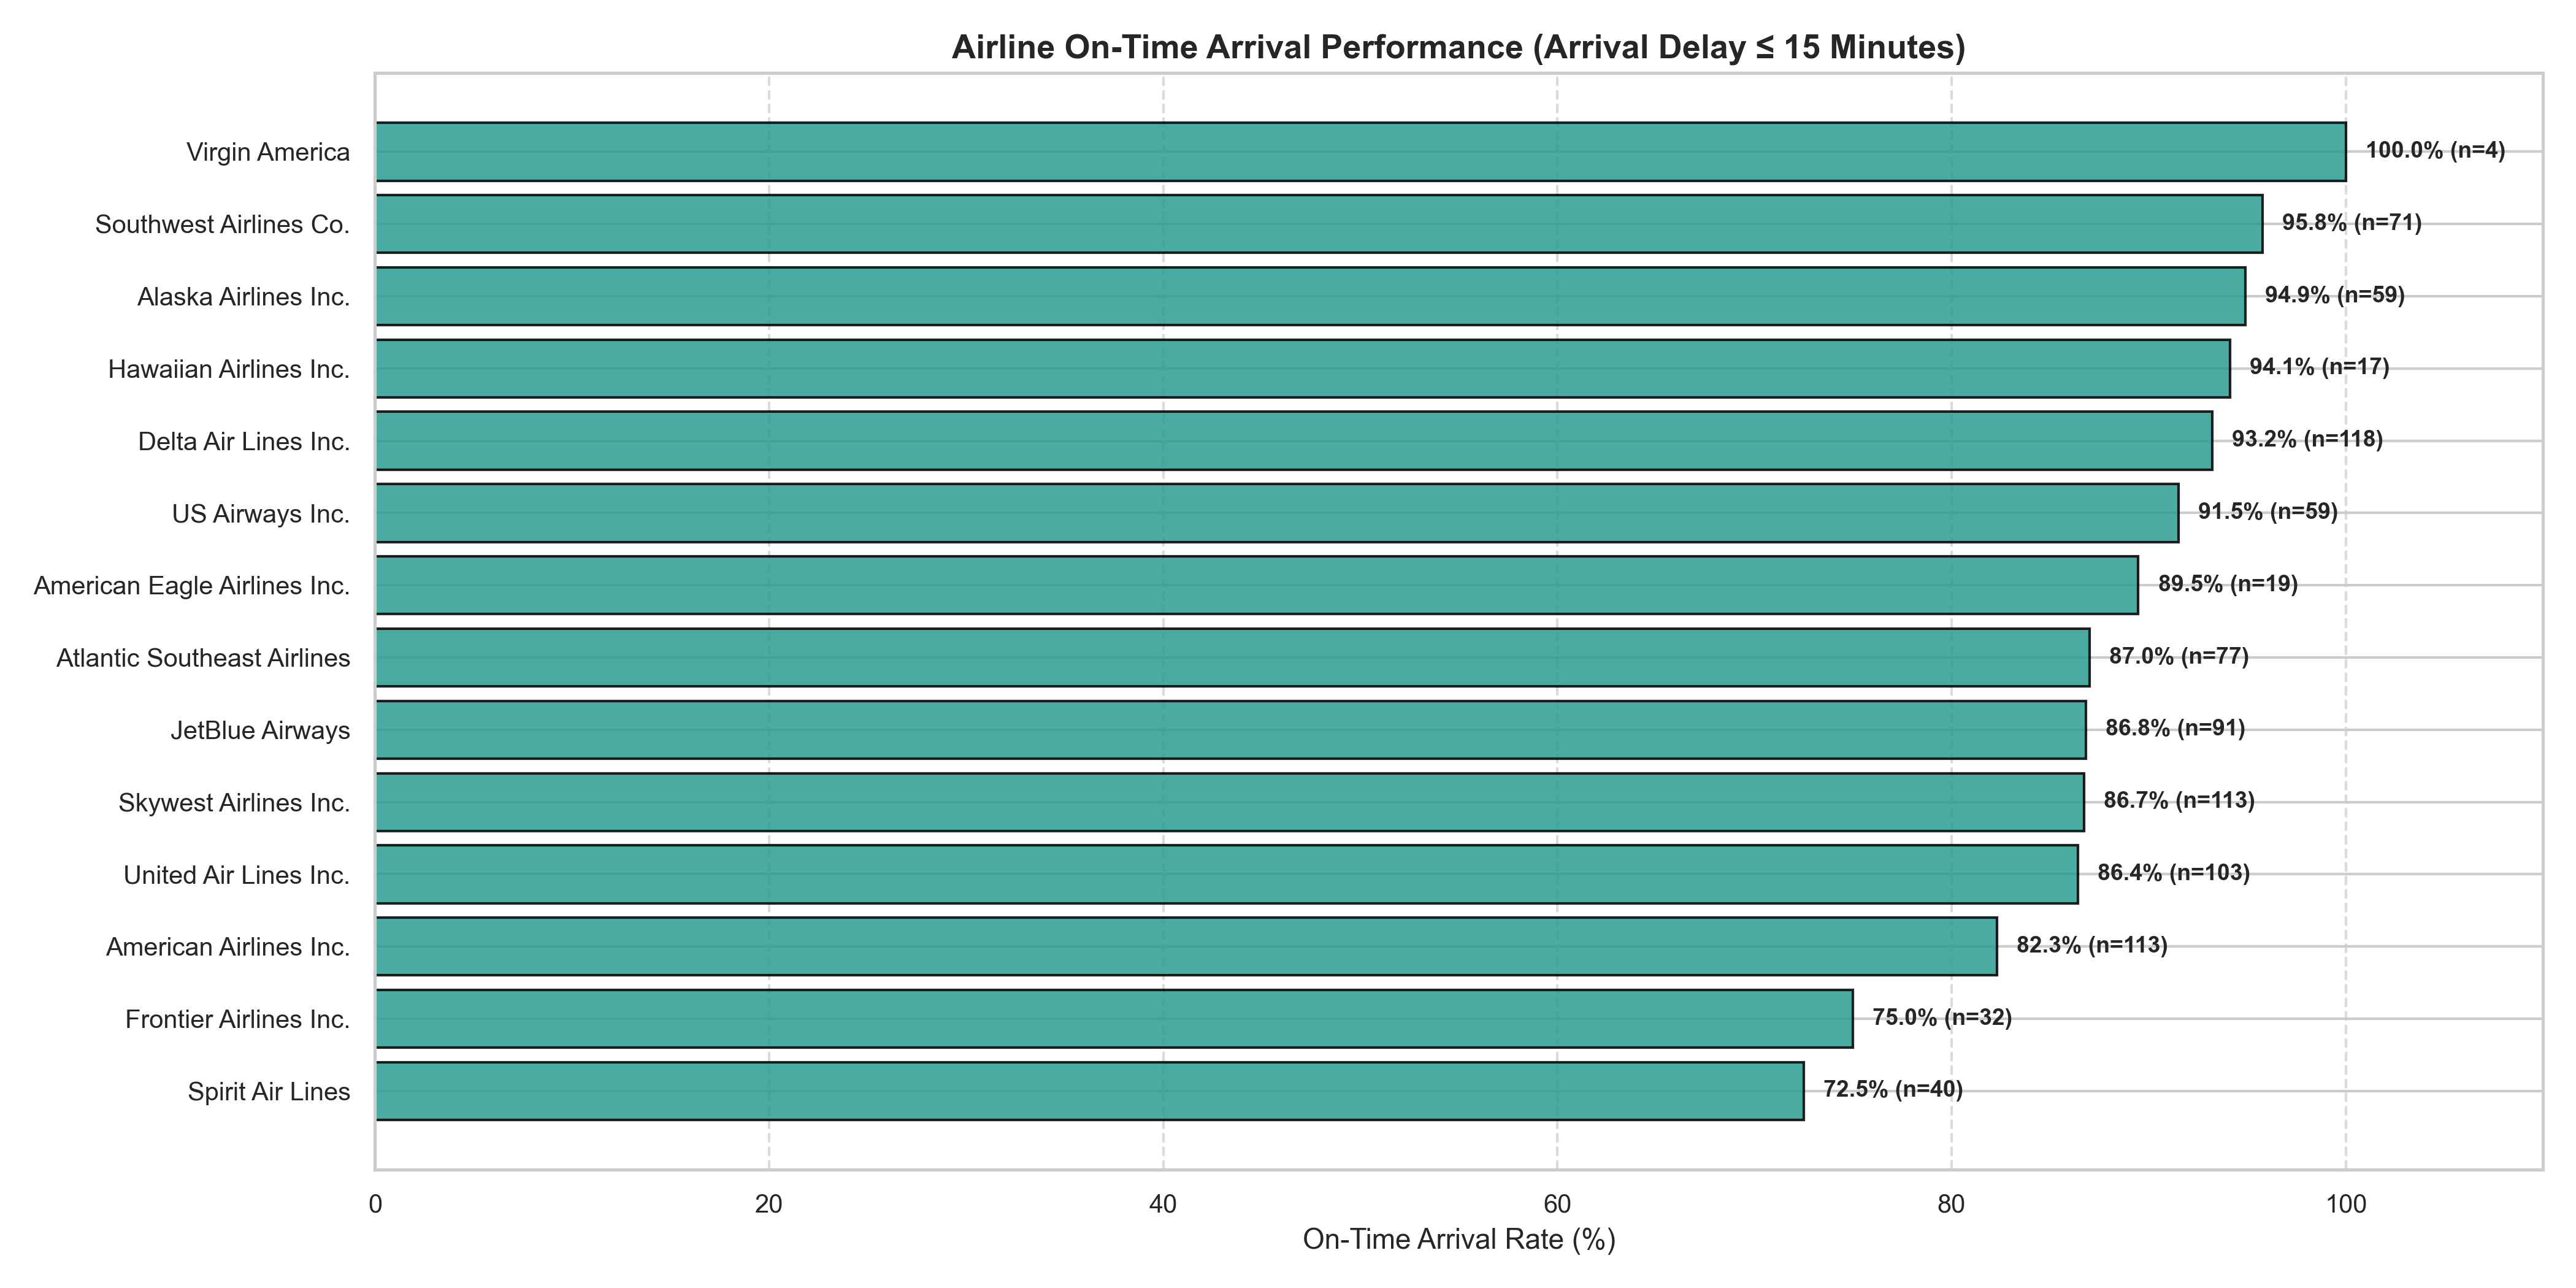 Airline On-Time Arrival Performance (Arrival Delay ≤ 15 Minutes)
Virgin America 100.0% (n=4)
Southwest Airlines Co. 95.8% (n=71)
Alaska Airlines Inc. 94.9% (n=59)
Hawaiian Airlines Inc. 94.1% (n=17)
Delta Air Lines Inc. 93.2% (n=118)
US Airways Inc. 91.5% (n=59)
American Eagle Airlines Inc. 89.5% (n=19)
Atlantic Southeast Airlines 87.0% (n=77)
JetBlue Airways 86.8% (n=91)
Skywest Airlines Inc. 86.7% (n=113)
United Air Lines Inc. 86.4% (n=103)
American Airlines Inc. 82.3% (n=113)
Frontier Airlines Inc. 75.0% (n=32)
Spirit Air Lines 72.5% (n=40)
0 20 40 60 80 100
On-Time Arrival Rate (%)